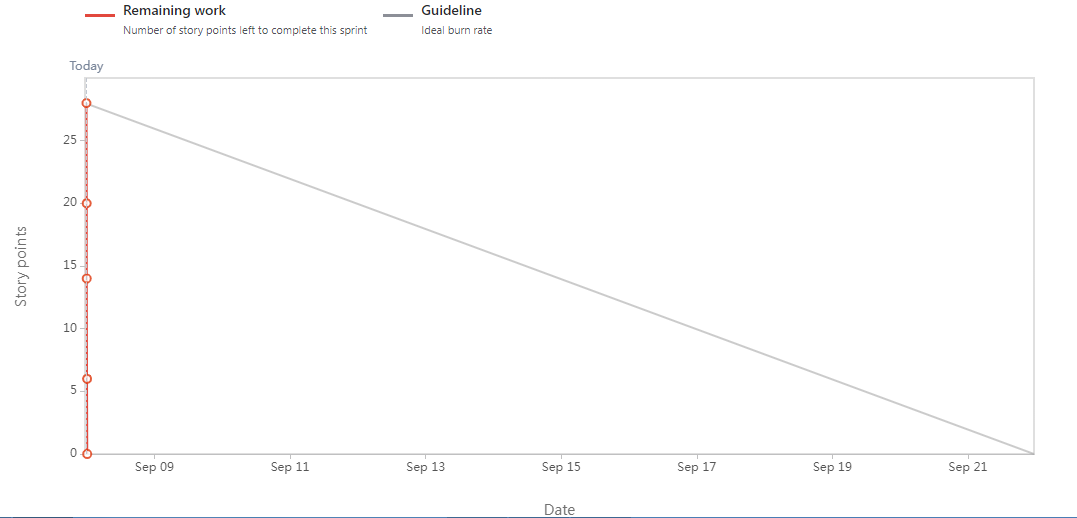 Remaining work
Number of story points left to complete this sprint
Guideline
Ideal burn rate
Today
Story points
25
20
15
10
5
0
Sep 09
Sep 11
Sep 13
Sep 15
Sep 17
Sep 19
Sep 21
Date